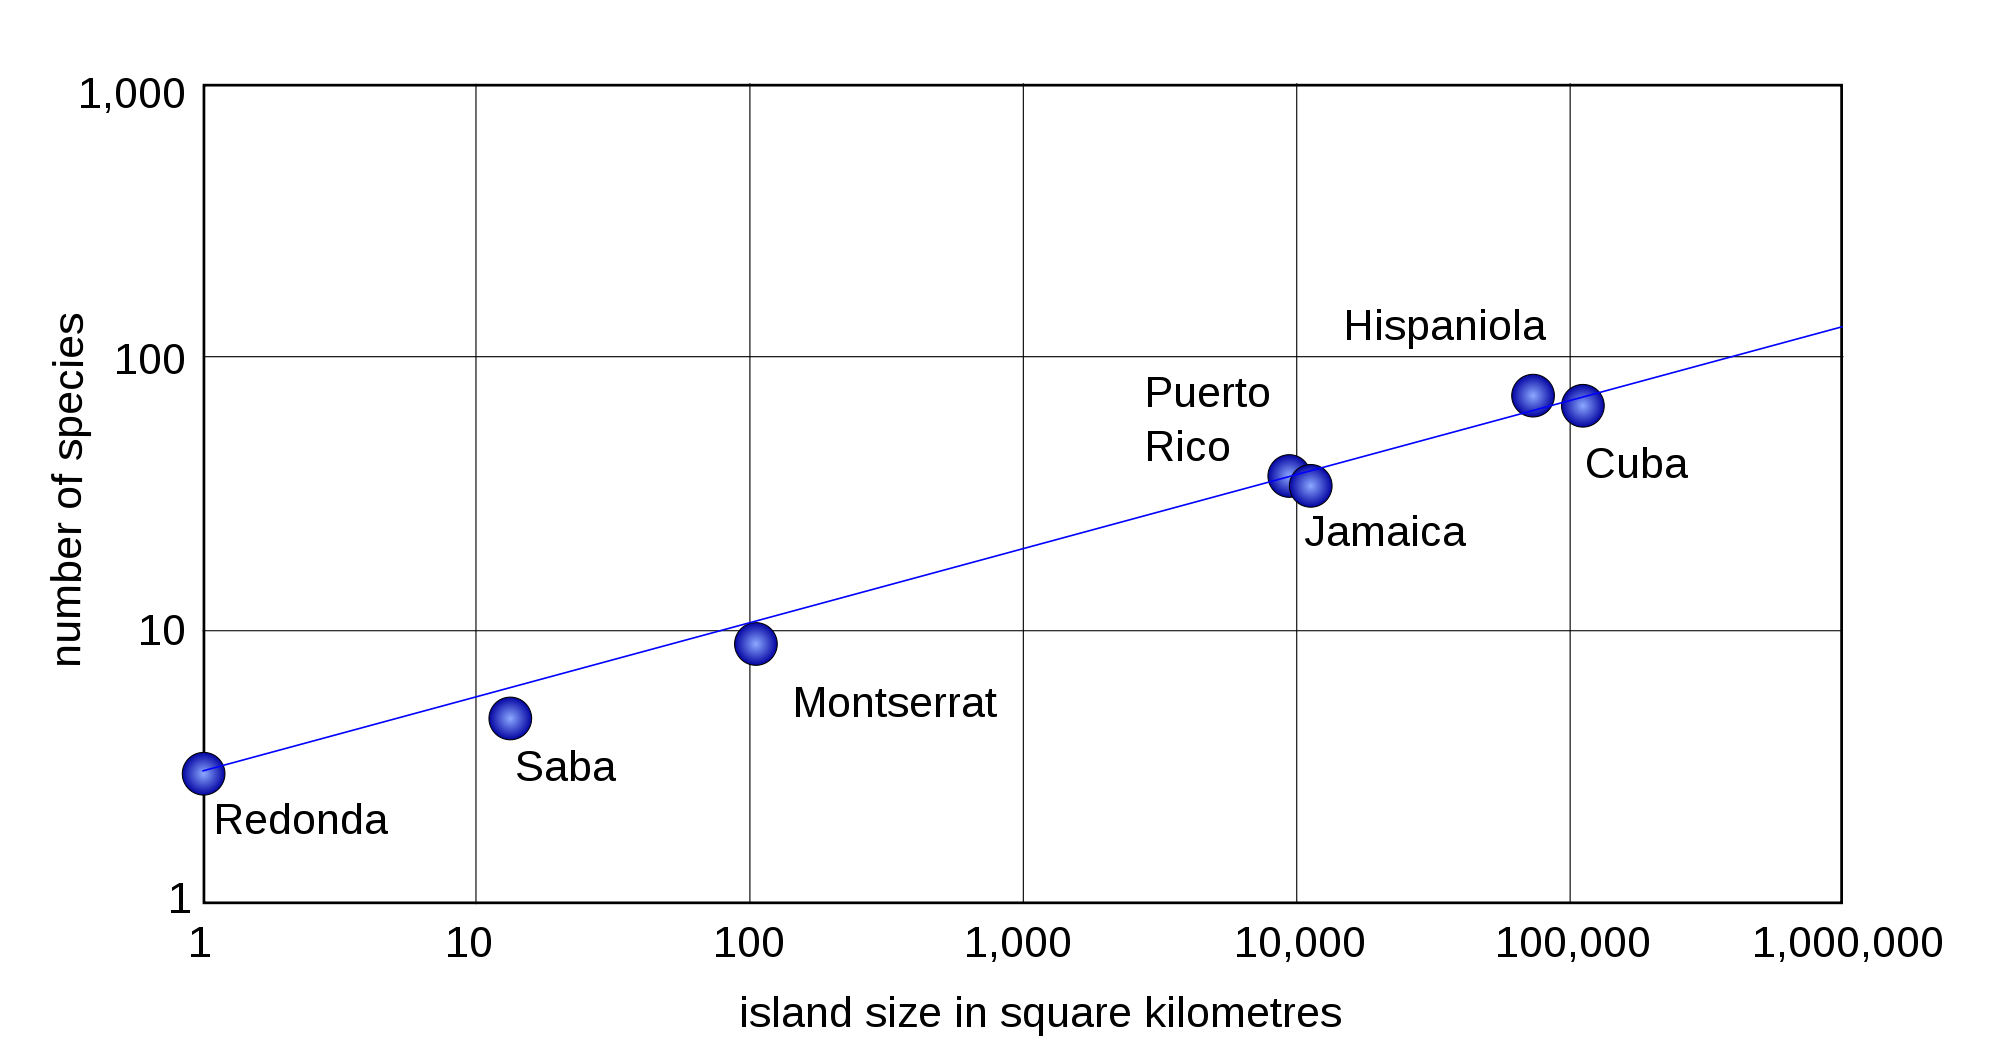 1,000
Hispaniola
100
Puerto
Rico
Cuba
Jamaica
number of species
10
Montserrat
Saba
Redonda
1
1 10 100 1,000 10,000 100,000 1,000,000
island size in square kilometres